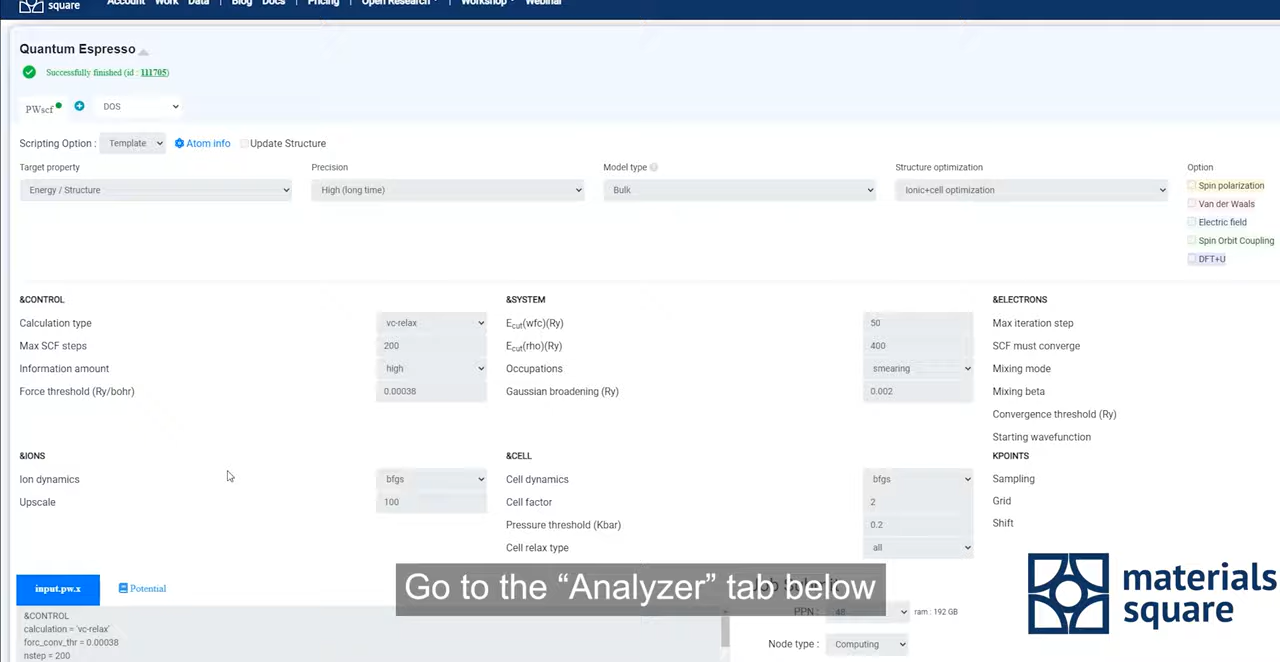 square
Account Work Data | Blog Docs | Pricing | Open Research | Workshop | Webinar
Quantum Espresso
Successfully finished (id : 111705)
PWscf DOS
Scripting Option : Template Atom info Update Structure
Target property Precision Model type Structure optimization Option
Energy / Structure High (long time) Bulk Ionic+cell optimization Spin polarization
Van der Waals
Electric field
Spin Orbit Coupling
DFT+U
&CONTROL &SYSTEM &ELECTRONS
Calculation type vc-relax Ecut(wfc)(Ry) 50 Max iteration step
Max SCF steps 200 Ecut(rho)(Ry) 400 SCF must converge
Information amount high Occupations smearing Mixing mode
Force threshold (Ry/bohr) 0.00038 Gaussian broadening (Ry) 0.002 Mixing beta
Convergence threshold (Ry)
Starting wavefunction
&IONS &CELL KPOINTS
Ion dynamics bfgs Cell dynamics bfgs Sampling
Upscale 100 Cell factor 2 Grid
Pressure threshold (Kbar) 0.2 Shift
Cell relax type all
input.pw.x Potential
Go to the “Analyzer” tab below
materials
square
&CONTROL
calculation = 'vc-relax'
forc_conv_thr = 0.00038
nstep = 200
PPN : 48 ram : 192 GB
Node type : Computing